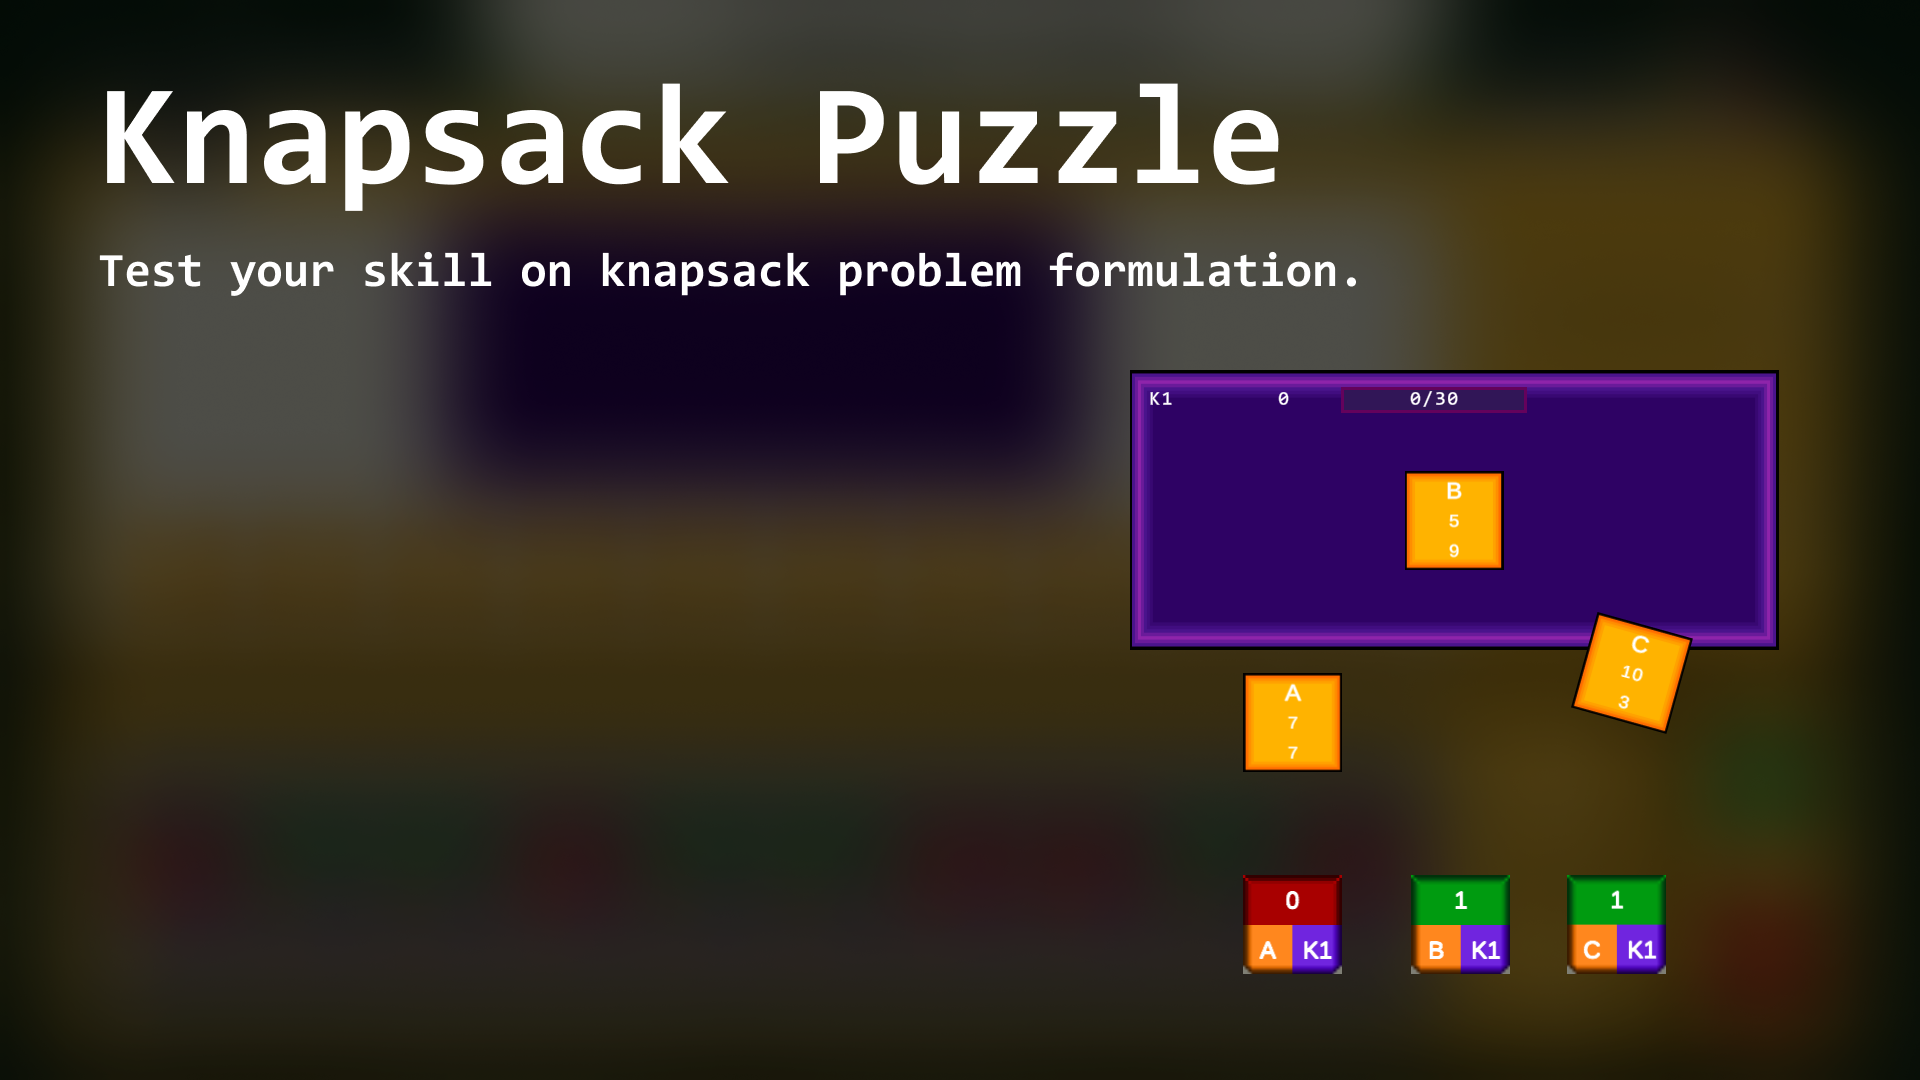 Knapsack Puzzle
Test your skill on knapsack problem formulation.
K1 0 0/30
B
5
9
C
10
3
A
7
7
0
A K1
1
B K1
1
C K1